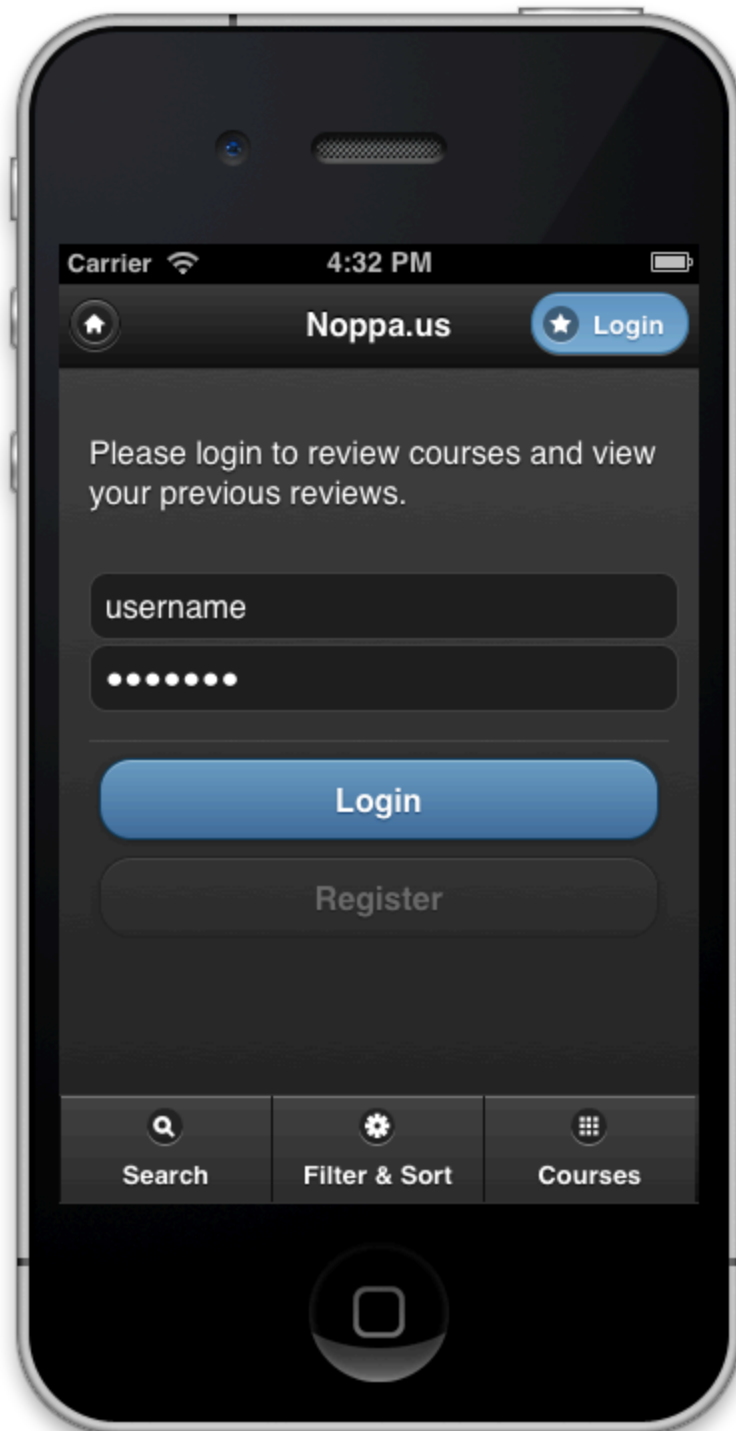 Carrier 4:32 PM
Noppa.us Login
Please login to review courses and view
your previous reviews.
username
•••••••
Login
Register
Search Filter & Sort Courses